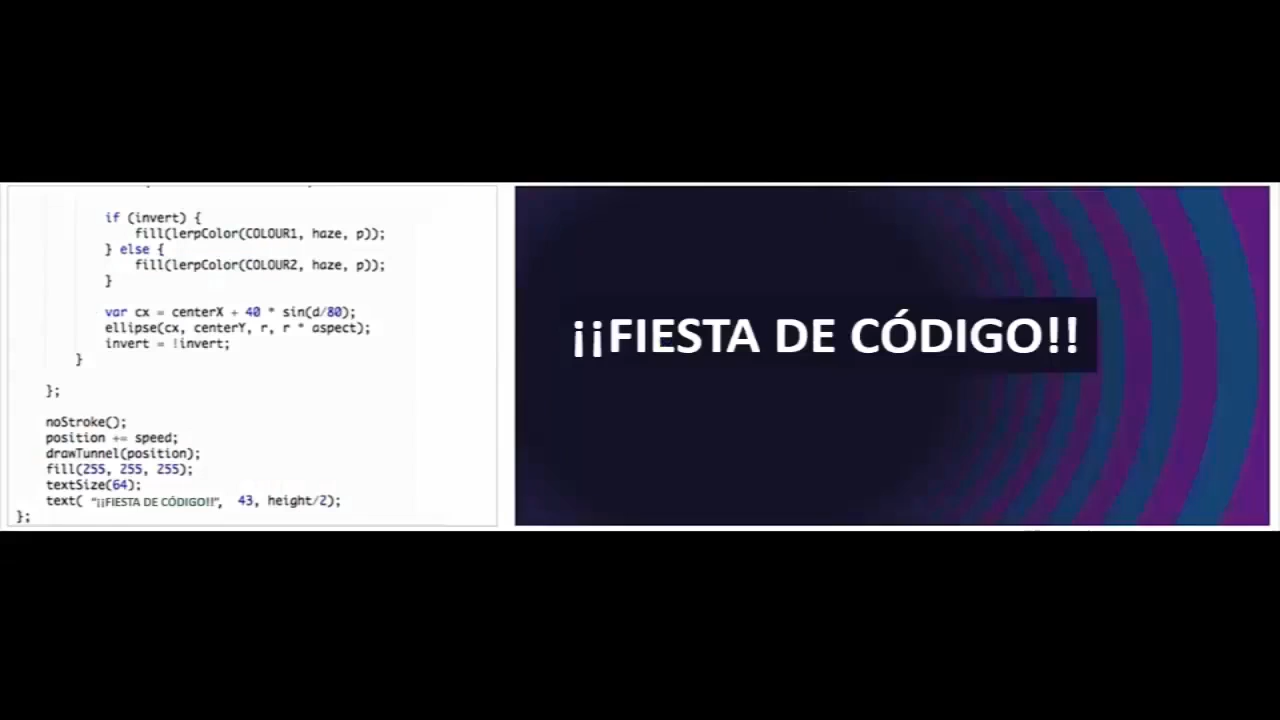 if (invert) {
fill(lerpColor(COLOUR1, haze, p));
} else {
fill(lerpColor(COLOUR2, haze, p));
}
var cx = centerX + 40 * sin(d/80);
ellipse(cx, centerY, r, r * aspect);
invert = !invert;
}
};
noStroke();
position += speed;
drawTunnel(position);
fill(255, 255, 255);
textSize(64);
text( "¡¡FIESTA DE CÓDIGO!!", 43, height/2);
};
¡¡FIESTA DE CÓDIGO!!